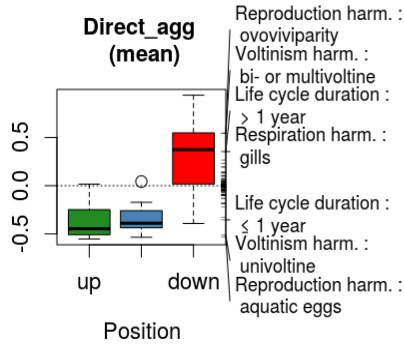 Direct_agg
(mean)
Reproduction harm. :
ovoviviparity
Voltinism harm. :
bi- or multivoltine
Life cycle duration :
> 1 year
Respiration harm. :
gills
Life cycle duration :
≤ 1 year
Voltinism harm. :
univoltine
Reproduction harm. :
aquatic eggs
0.5
0.0
-0.5
up
down
Position